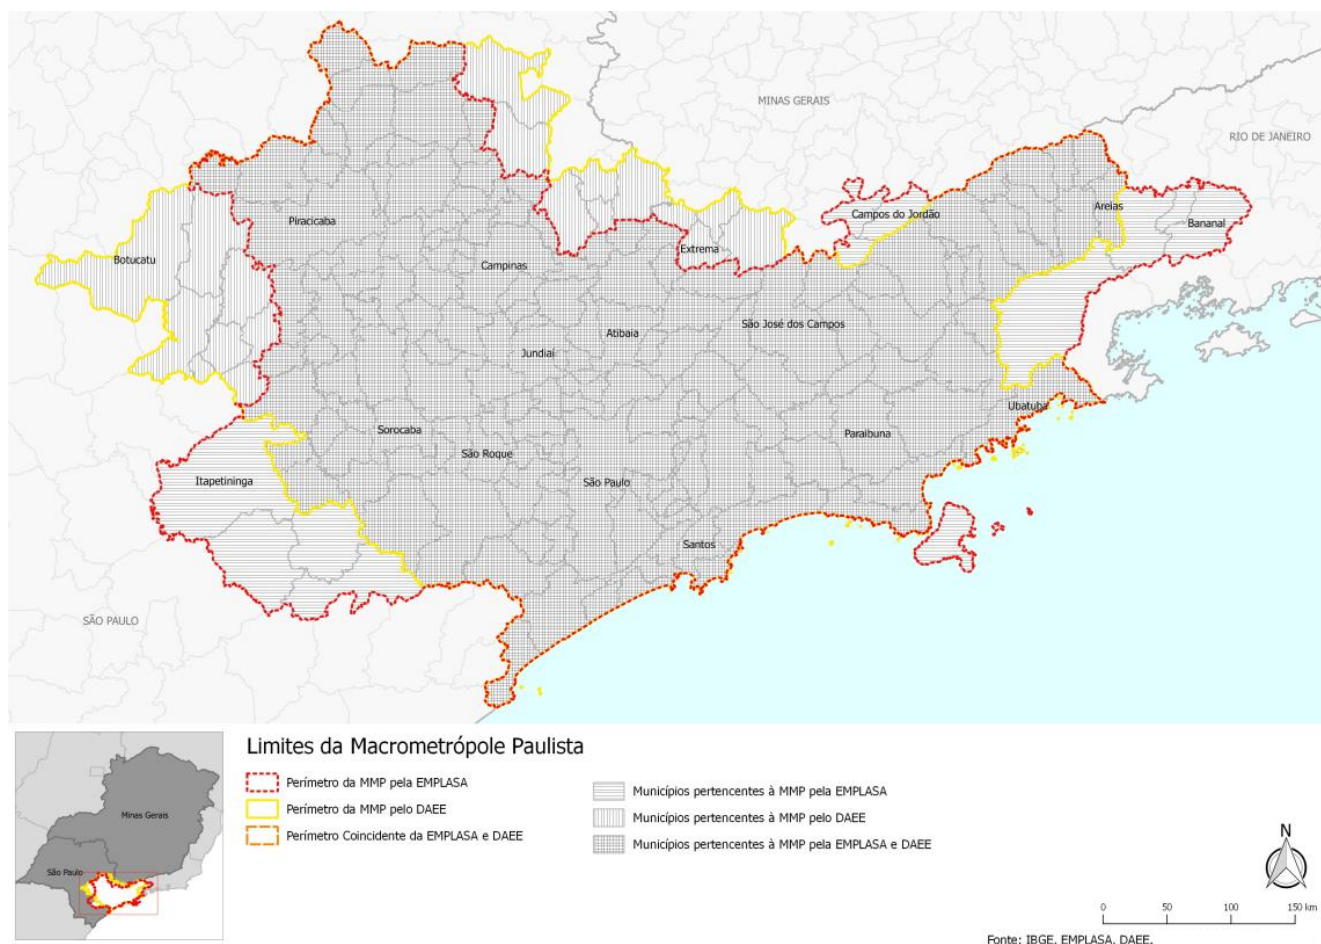 MINAS GERAIS
RIO DE JANEIRO
Campos do Jordão
Areias
Bananal
Piracicaba
Extrema
Botucatu
Campinas
São José dos Campos
Atibaia
Jundiaí
Ubatuba
Sorocaba
Paraibuna
São Roque
Itapetininga
São Paulo
Santos
SÃO PAULO
Limites da Macrometrópole Paulista
Perímetro da MMP pela EMPLASA
Perímetro da MMP pelo DAEE
Perímetro Coincidente da EMPLASA e DAEE
Municípios pertencentes à MMP pela EMPLASA
Municípios pertencentes à MMP pelo DAEE
Municípios pertencentes à MMP pela EMPLASA e DAEE
Minas Gerais
São Paulo
N
0 50 100 150 km
Fonte: IBGE, EMPLASA, DAEE.